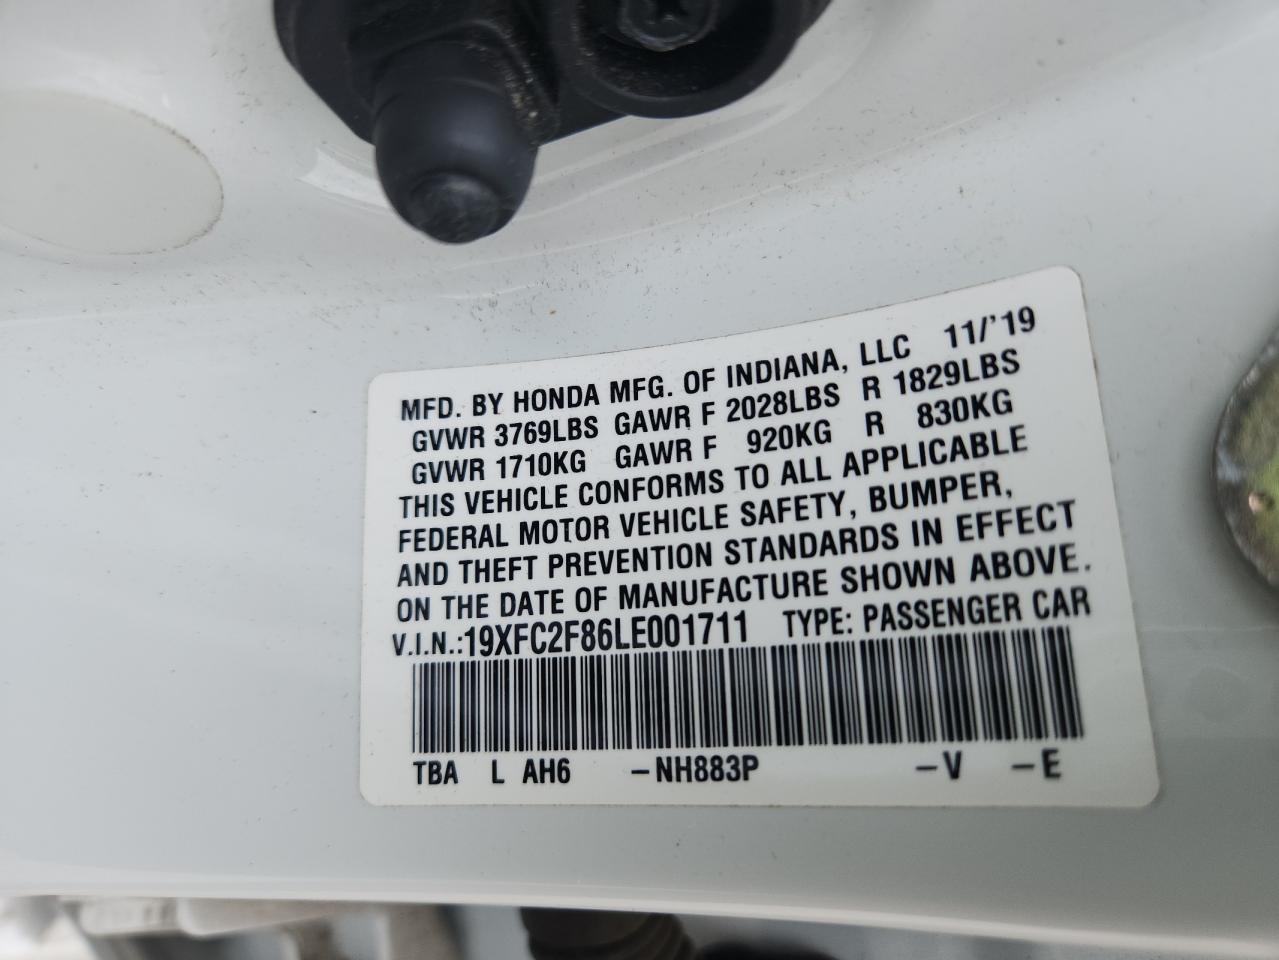 MFD. BY HONDA MFG. OF INDIANA, LLC 11/'19
GVWR 3769LBS GAWR F 2028LBS R 1829LBS
GVWR 1710KG GAWR F 920KG R 830KG
THIS VEHICLE CONFORMS TO ALL APPLICABLE
FEDERAL MOTOR VEHICLE SAFETY, BUMPER,
AND THEFT PREVENTION STANDARDS IN EFFECT
ON THE DATE OF MANUFACTURE SHOWN ABOVE.
V.I.N.:19XFC2F86LE001711 TYPE: PASSENGER CAR
TBA L AH6 -NH883P -V -E